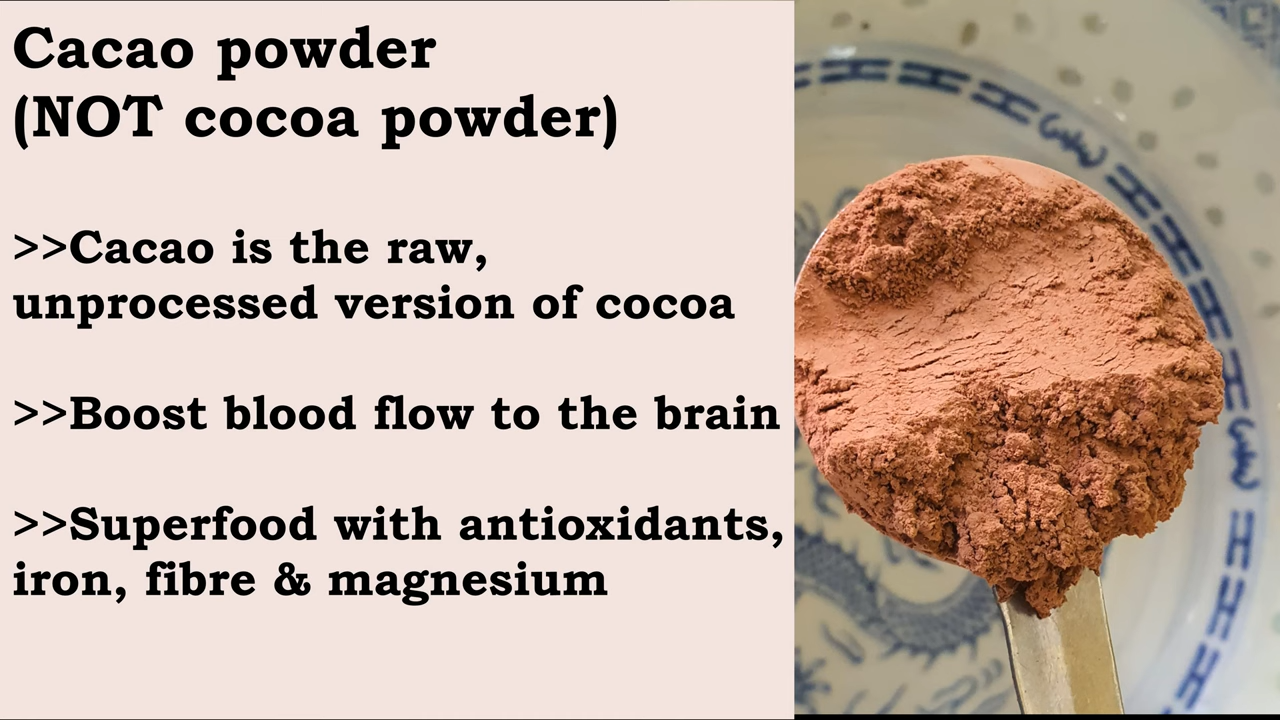 Cacao powder
(NOT cocoa powder)
>>Cacao is the raw,
unprocessed version of cocoa
>>Boost blood flow to the brain
>>Superfood with antioxidants,
iron, fibre & magnesium